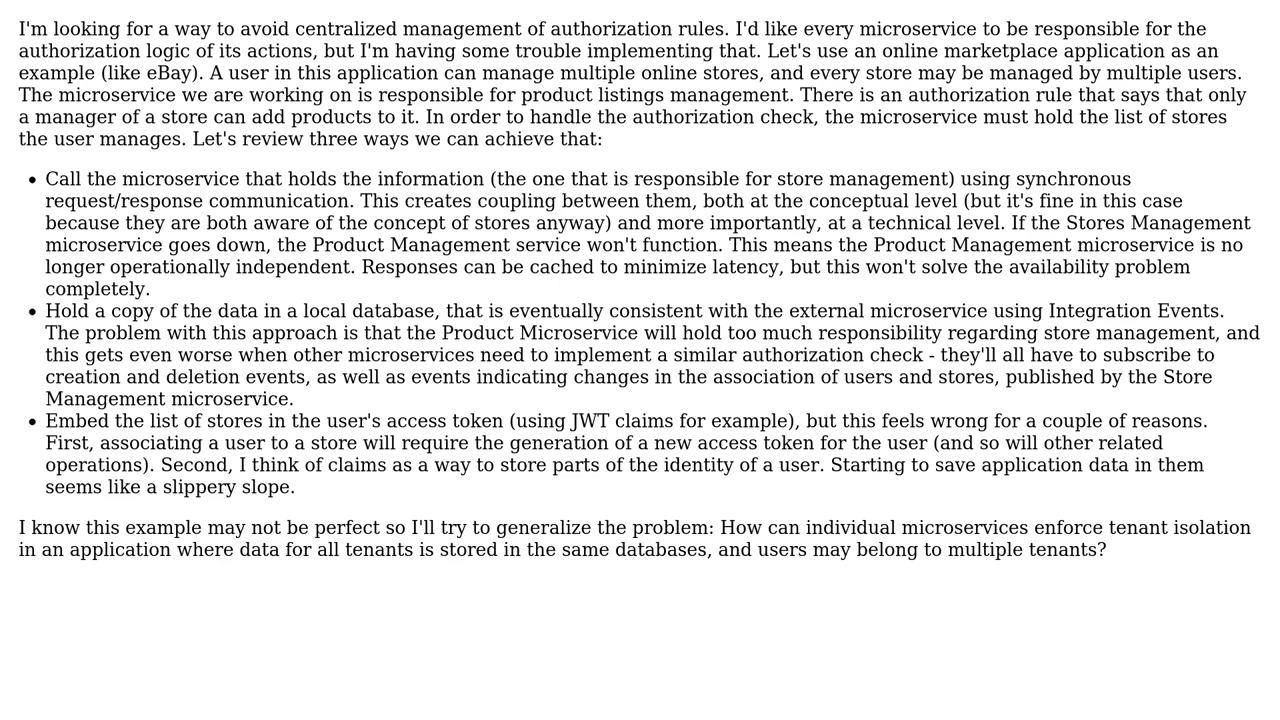 I'm looking for a way to avoid centralized management of authorization rules. I'd like every microservice to be responsible for the
authorization logic of its actions, but I'm having some trouble implementing that. Let's use an online marketplace application as an
example (like eBay). A user in this application can manage multiple online stores, and every store may be managed by multiple users.
The microservice we are working on is responsible for product listings management. There is an authorization rule that says that only
a manager of a store can add products to it. In order to handle the authorization check, the microservice must hold the list of stores
the user manages. Let's review three ways we can achieve that:
• Call the microservice that holds the information (the one that is responsible for store management) using synchronous
request/response communication. This creates coupling between them, both at the conceptual level (but it's fine in this case
because they are both aware of the concept of stores anyway) and more importantly, at a technical level. If the Stores Management
microservice goes down, the Product Management service won't function. This means the Product Management microservice is no
longer operationally independent. Responses can be cached to minimize latency, but this won't solve the availability problem
completely.
• Hold a copy of the data in a local database, that is eventually consistent with the external microservice using Integration Events.
The problem with this approach is that the Product Microservice will hold too much responsibility regarding store management, and
this gets even worse when other microservices need to implement a similar authorization check - they'll all have to subscribe to
creation and deletion events, as well as events indicating changes in the association of users and stores, published by the Store
Management microservice.
• Embed the list of stores in the user's access token (using JWT claims for example), but this feels wrong for a couple of reasons.
First, associating a user to a store will require the generation of a new access token for the user (and so will other related
operations). Second, I think of claims as a way to store parts of the identity of a user. Starting to save application data in them
seems like a slippery slope.
I know this example may not be perfect so I'll try to generalize the problem: How can individual microservices enforce tenant isolation
in an application where data for all tenants is stored in the same databases, and users may belong to multiple tenants?